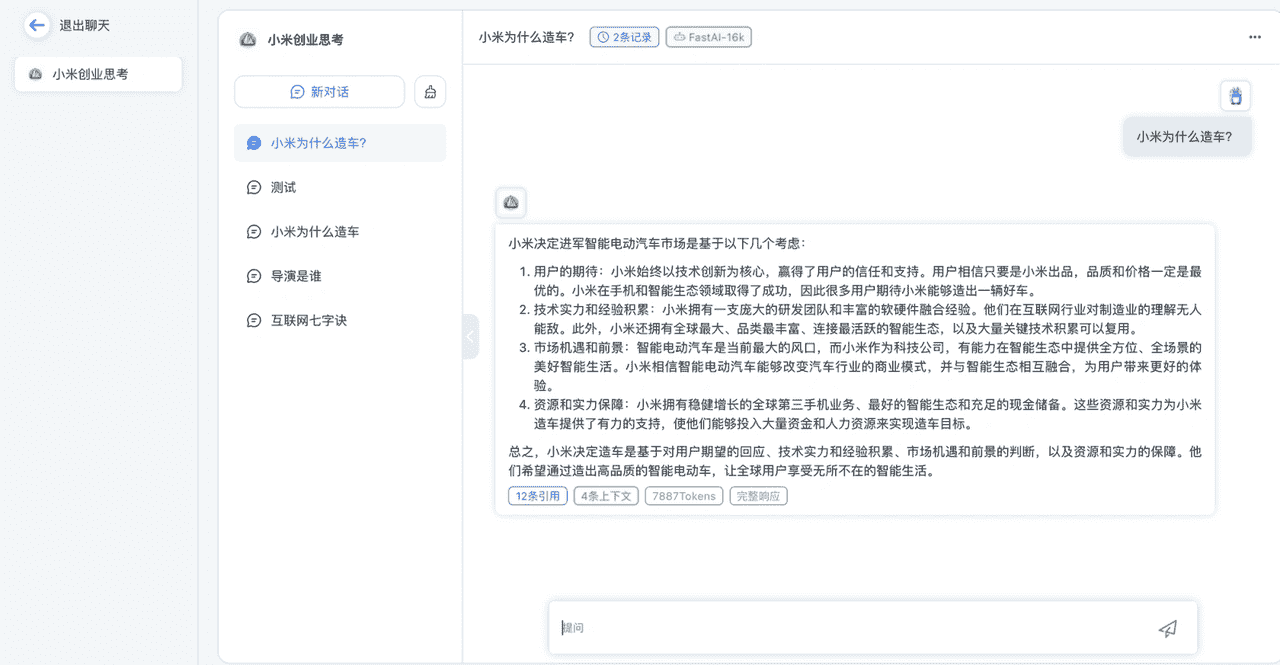 退出聊天
小米创业思考
小米创业思考
新对话
小米为什么造车?
测试
小米为什么造车
导演是谁
互联网七字诀
小米为什么造车? 2条记录 FastAI-16k
小米为什么造车?
小米决定进军智能电动汽车市场是基于以下几个考虑：
1. 用户的期待：小米始终以技术创新为核心，赢得了用户的信任和支持。用户相信只要是小米出品，品质和价格一定是最
优的。小米在手机和智能生态领域取得了成功，因此很多用户期待小米能够造出一辆好车。
2. 技术实力和经验积累：小米拥有一支庞大的研发团队和丰富的软硬件融合经验。他们在互联网行业对制造业的理解无人
能敌。此外，小米还拥有全球最大、品类最丰富、连接最活跃的智能生态，以及大量关键技术积累可以复用。
3. 市场机遇和前景：智能电动汽车是当前最大的风口，而小米作为科技公司，有能力在智能生态中提供全方位、全场景的
美好智能生活。小米相信智能电动汽车能够改变汽车行业的商业模式，并与智能生态相互融合，为用户带来更好的体
验。
4. 资源和实力保障：小米拥有稳健增长的全球第三手机业务、最好的智能生态和充足的现金储备。这些资源和实力为小米
造车提供了有力的支持，使他们能够投入大量资金和人力资源来实现造车目标。
总之，小米决定造车是基于对用户期望的回应、技术实力和经验积累、市场机遇和前景的判断，以及资源和实力的保障。他
们希望通过造出高品质的智能电动车，让全球用户享受无所不在的智能生活。
12条引用 4条上下文 7887Tokens 完整响应
提问